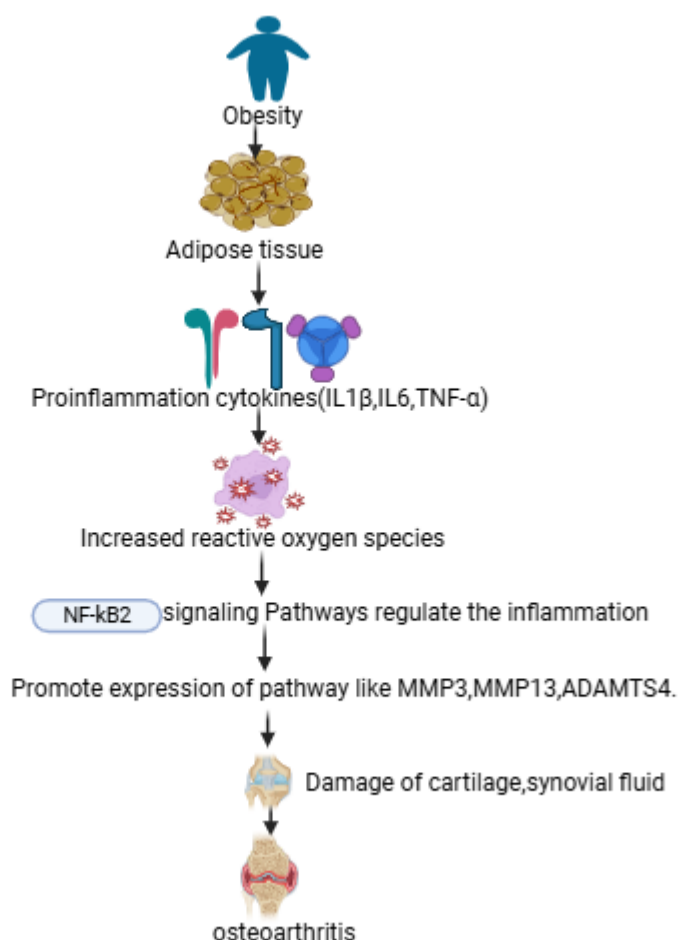 Obesity
Adipose tissue
Proinflammation cytokines(IL1β,IL6,TNF-α)
Increased reactive oxygen species
NF-kB2 signaling Pathways regulate the inflammation
Promote expression of pathway like MMP3,MMP13,ADAMTS4.
Damage of cartilage,synovial fluid
osteoarthritis